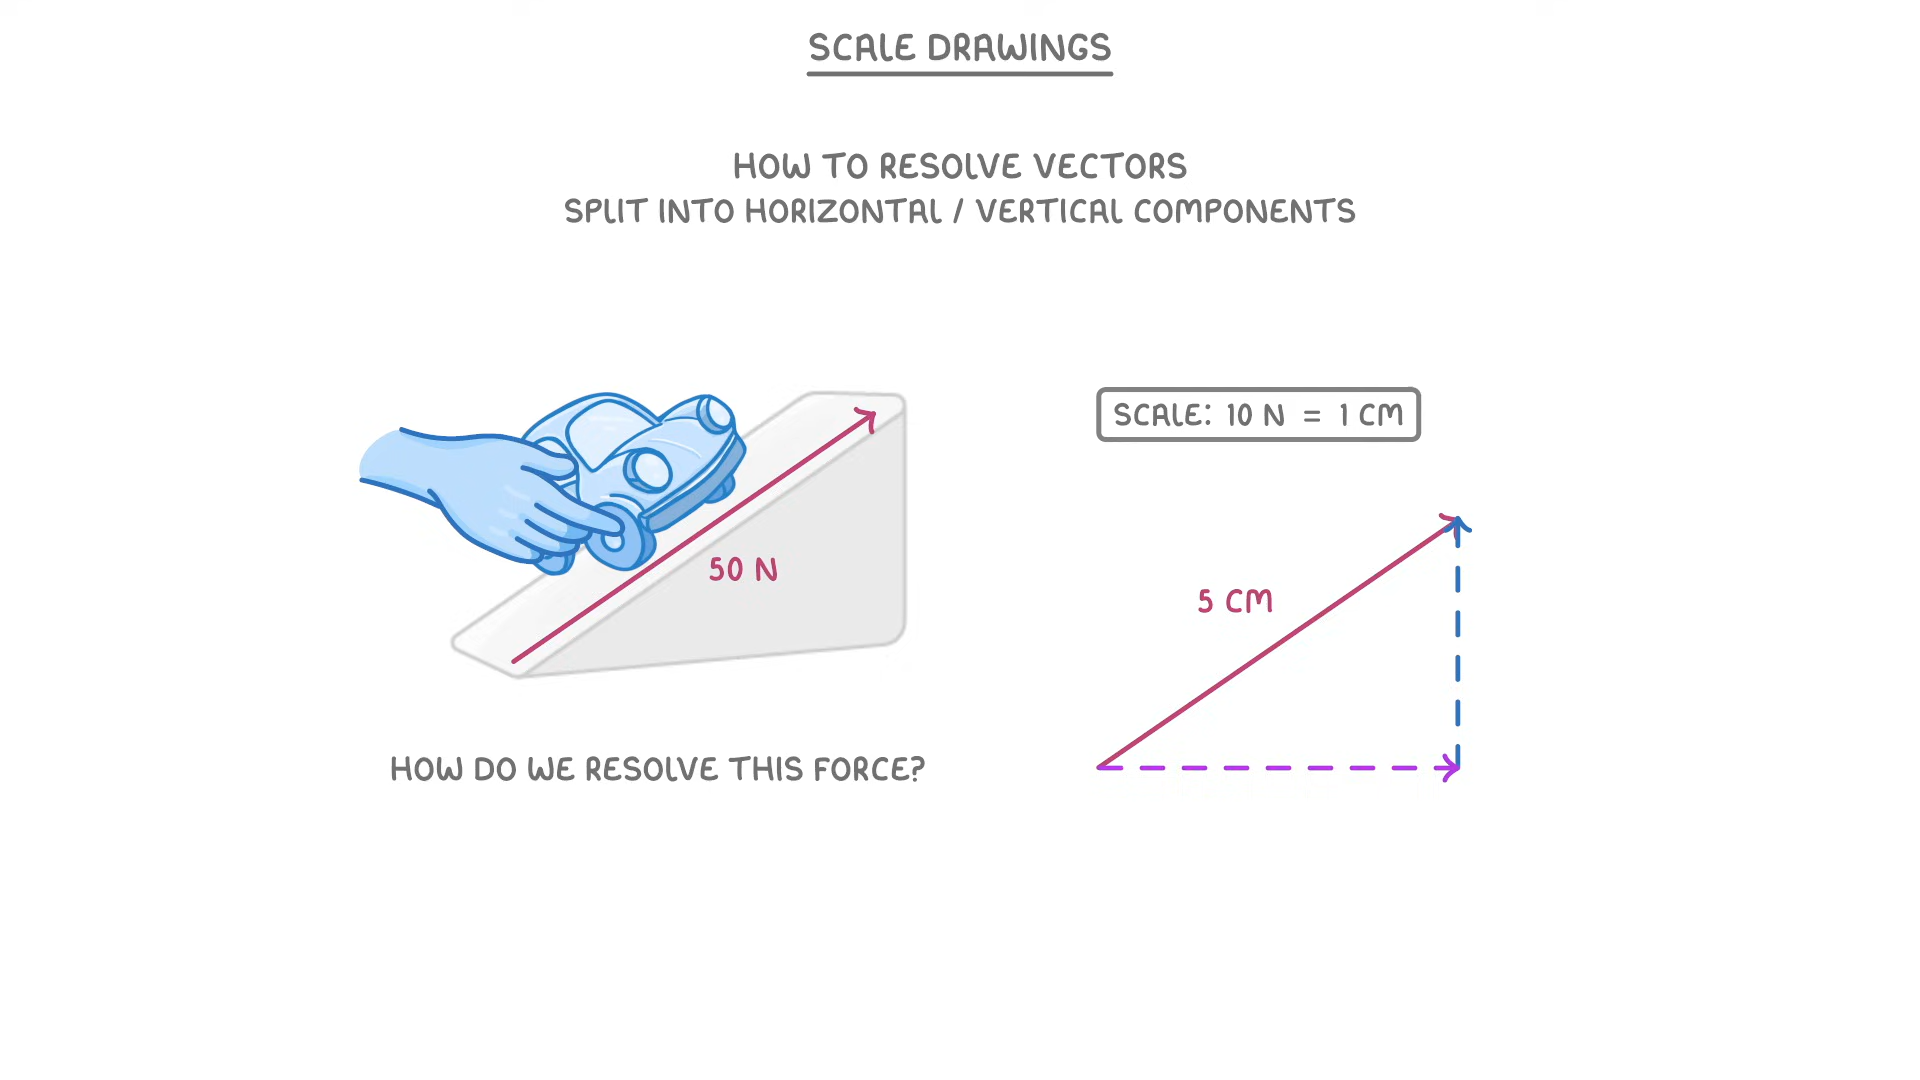 SCALE DRAWINGS
HOW TO RESOLVE VECTORS
SPLIT INTO HORIZONTAL / VERTICAL COMPONENTS
50 N
HOW DO WE RESOLVE THIS FORCE?
SCALE: 10 N = 1 CM
5 CM